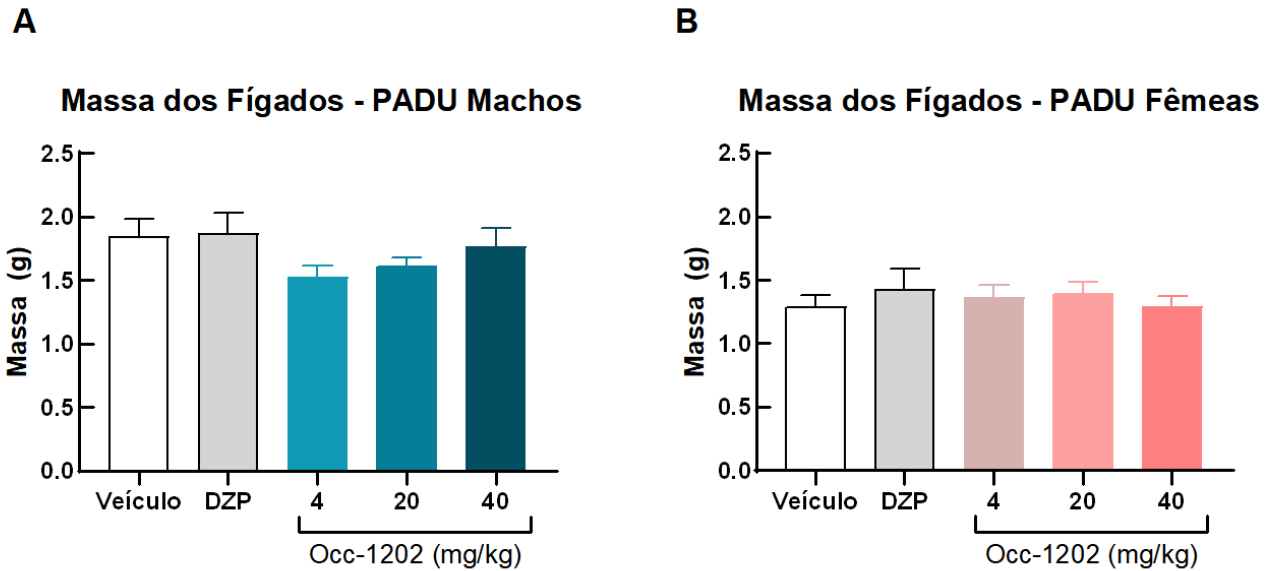 A
Massa dos Fígados - PADU Machos
Massa (g)
2.5
2.0
1.5
1.0
0.5
0.0
Veículo DZP 4 20 40
Occ-1202 (mg/kg)
B
Massa dos Fígados - PADU Fêmeas
Massa (g)
2.5
2.0
1.5
1.0
0.5
0.0
Veículo DZP 4 20 40
Occ-1202 (mg/kg)